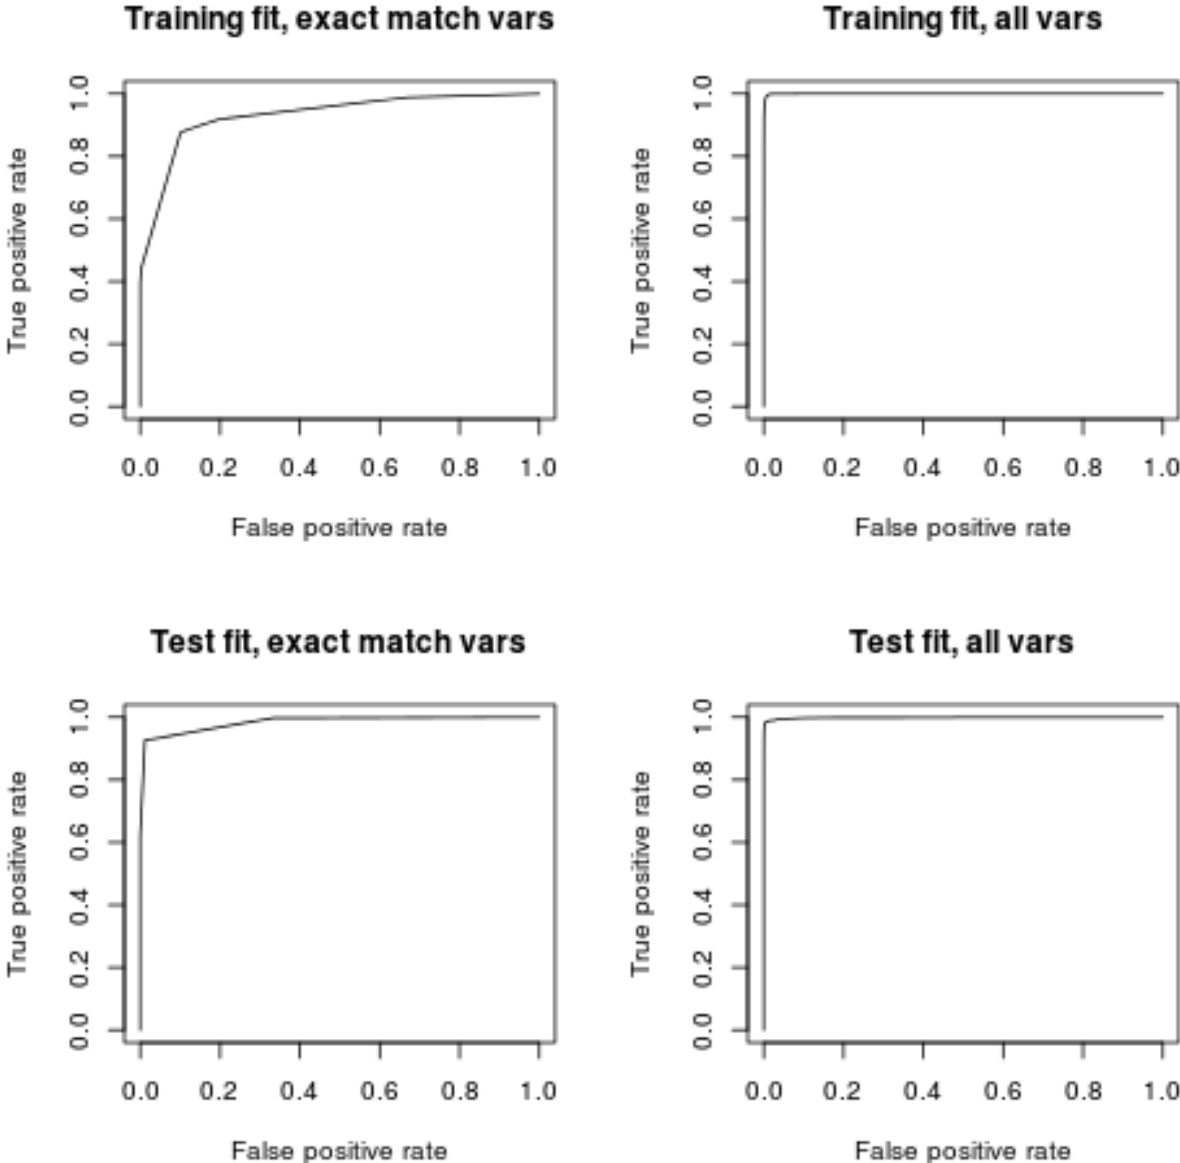 Training fit, exact match vars
True positive rate
0.0 0.2 0.4 0.6 0.8 1.0
0.0 0.2 0.4 0.6 0.8 1.0
False positive rate
Training fit, all vars
True positive rate
0.0 0.2 0.4 0.6 0.8 1.0
0.0 0.2 0.4 0.6 0.8 1.0
False positive rate
Test fit, exact match vars
True positive rate
0.0 0.2 0.4 0.6 0.8 1.0
0.0 0.2 0.4 0.6 0.8 1.0
False positive rate
Test fit, all vars
True positive rate
0.0 0.2 0.4 0.6 0.8 1.0
0.0 0.2 0.4 0.6 0.8 1.0
False positive rate